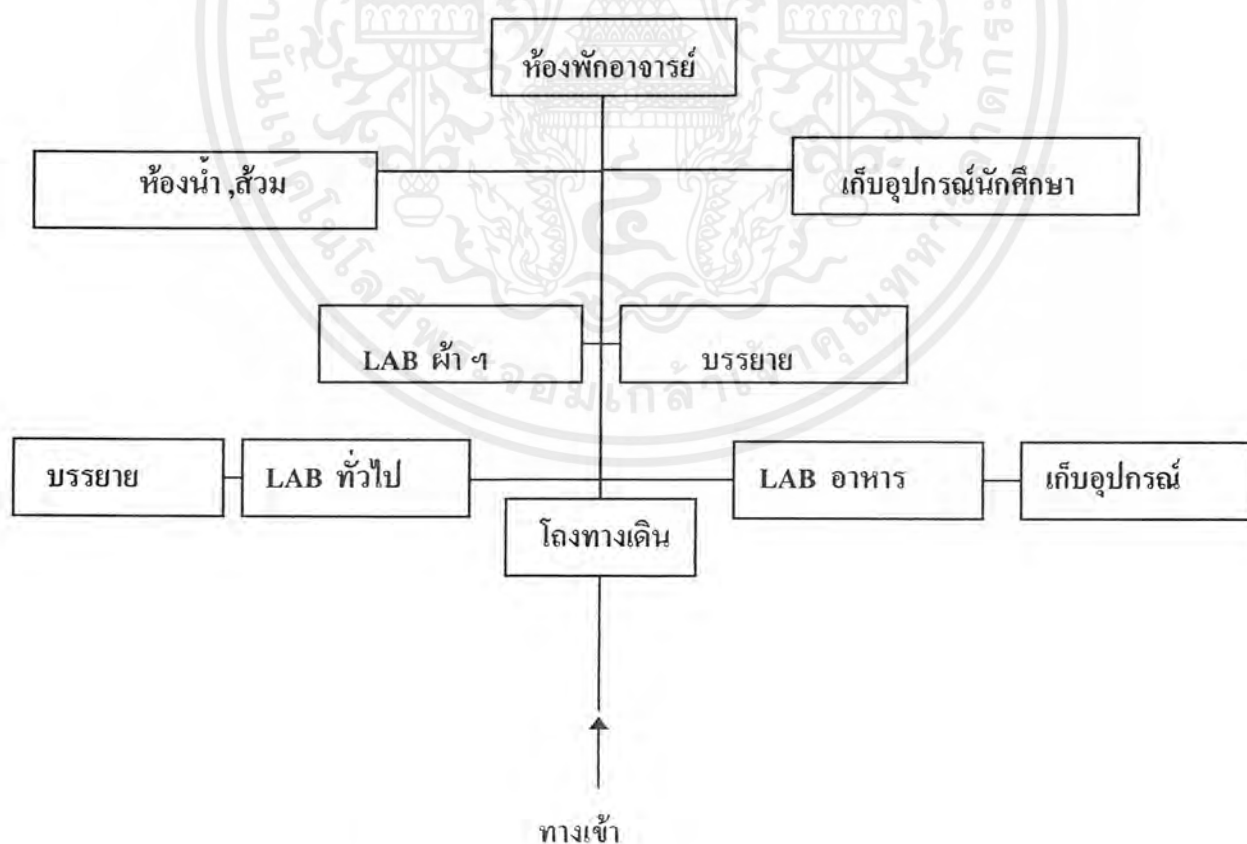 ห้องพักอาจารย์
ห้องน้ำ ,ส้วม
เก็บอุปกรณ์นักศึกษา
LAB ผ้า ฯ
บรรยาย
บรรยาย
LAB ทั่วไป
LAB อาหาร
เก็บอุปกรณ์
โถงทางเดิน
ทางเข้า